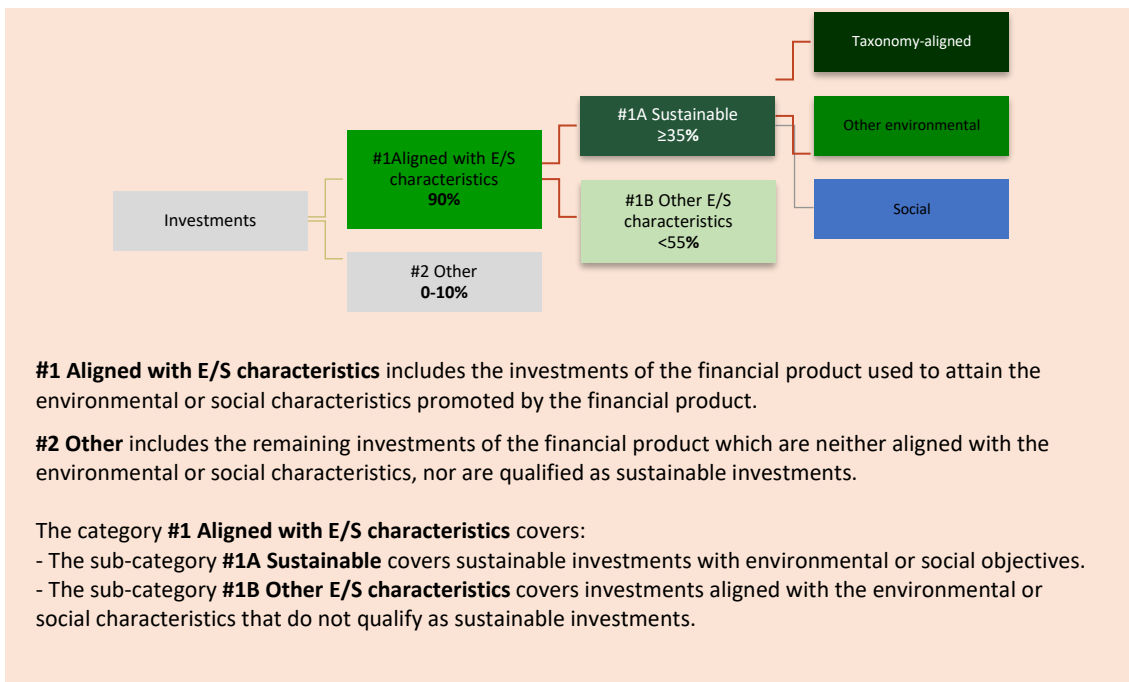 Taxonomy-aligned
#1A Sustainable
≥35%
Other environmental
#1Aligned with E/S
characteristics
90%
Investments
#1B Other E/S
characteristics
<55%
Social
#2 Other
0-10%
#1 Aligned with E/S characteristics includes the investments of the financial product used to attain the
environmental or social characteristics promoted by the financial product.
#2 Other includes the remaining investments of the financial product which are neither aligned with the
environmental or social characteristics, nor are qualified as sustainable investments.
The category #1 Aligned with E/S characteristics covers:
- The sub-category #1A Sustainable covers sustainable investments with environmental or social objectives.
- The sub-category #1B Other E/S characteristics covers investments aligned with the environmental or
social characteristics that do not qualify as sustainable investments.